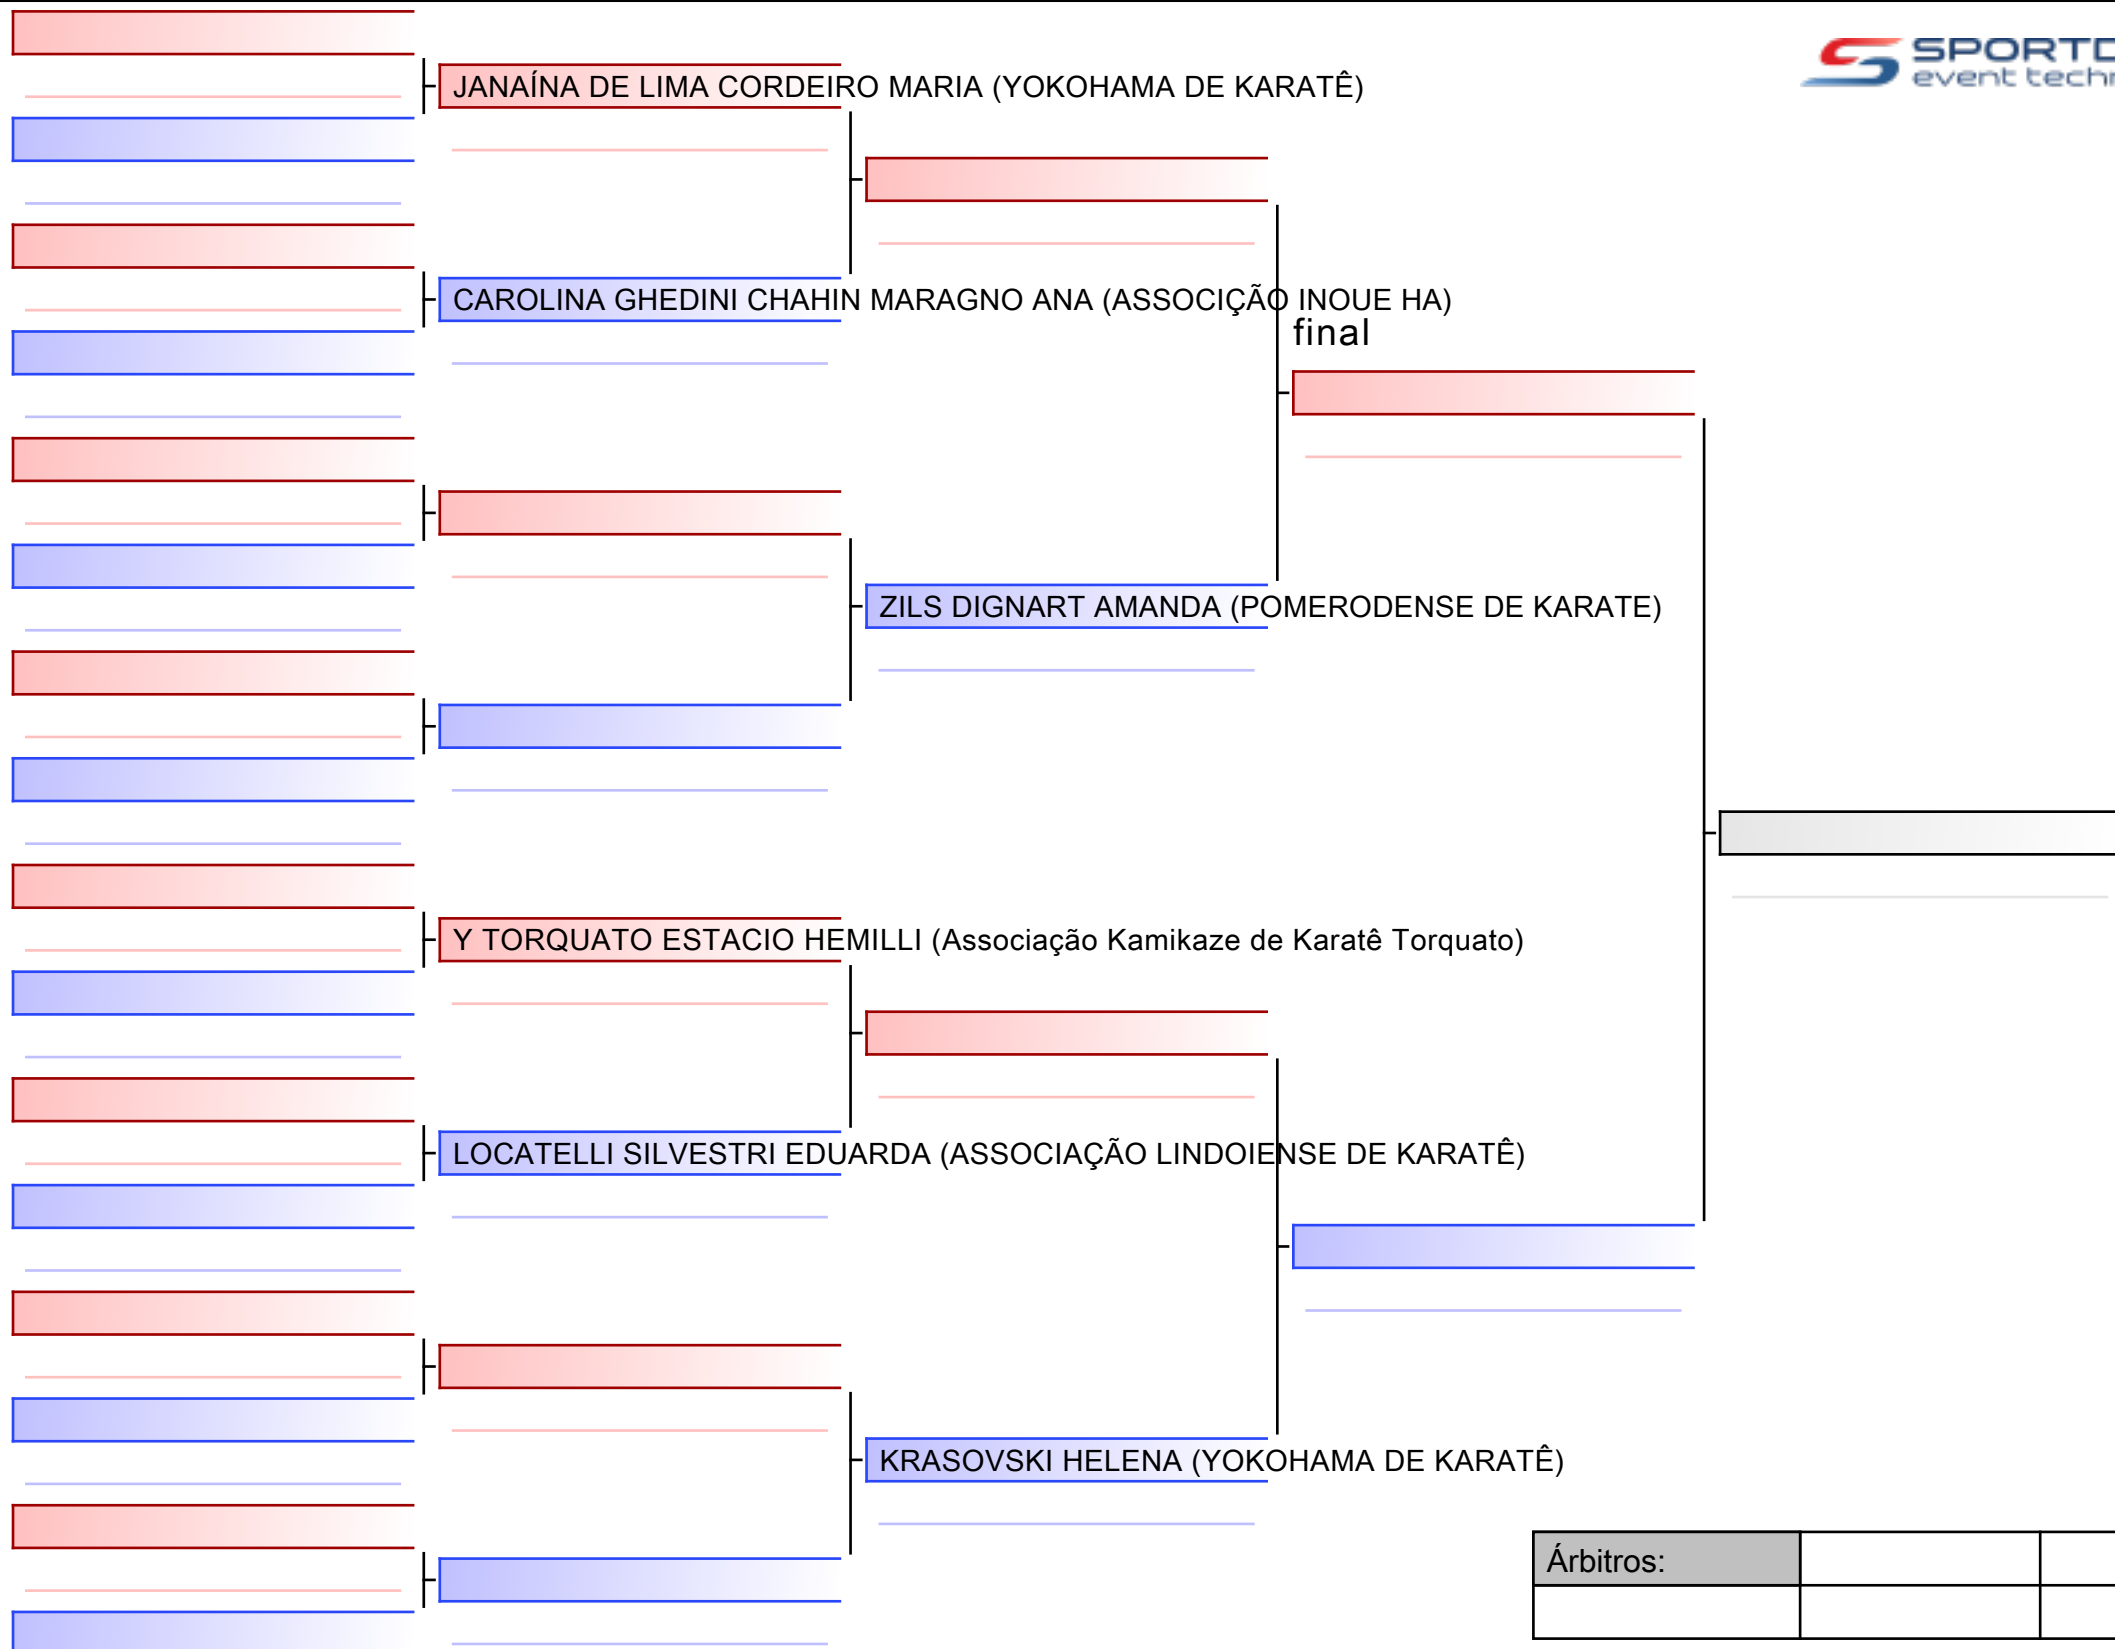 JANAÍNA DE LIMA CORDEIRO MARIA (YOKOHAMA DE KARATÊ)
CAROLINA GHEDINI CHAHIN MARAGNO ANA (ASSOCIÇÃO INOUE HA)
final
ZILS DIGNART AMANDA (POMERODENSE DE KARATE)
Y TORQUATO ESTACIO HEMILLI (Associação Kamikaze de Karatê Torquato)
LOCATELLI SILVESTRI EDUARDA (ASSOCIAÇÃO LINDOIENSE DE KARATÊ)
KRASOVSKI HELENA (YOKOHAMA DE KARATÊ)
Árbitros:
event